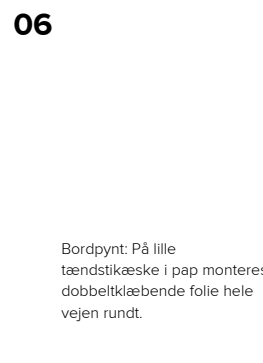 06
Bordpynt: På lille
tændstikæske i pap monteres
dobbeltklæbende folie hele
vejen rundt.